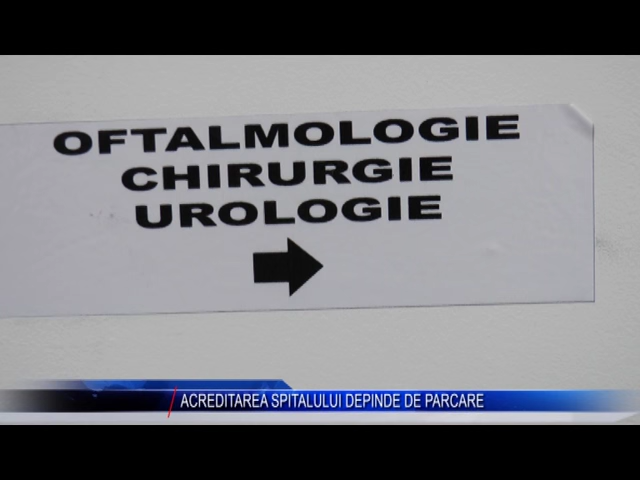 OFTALMOLOGIE
CHIRURGIE
UROLOGIE
ACREDITAREA SPITALULUI DEPINDE DE PARCARE